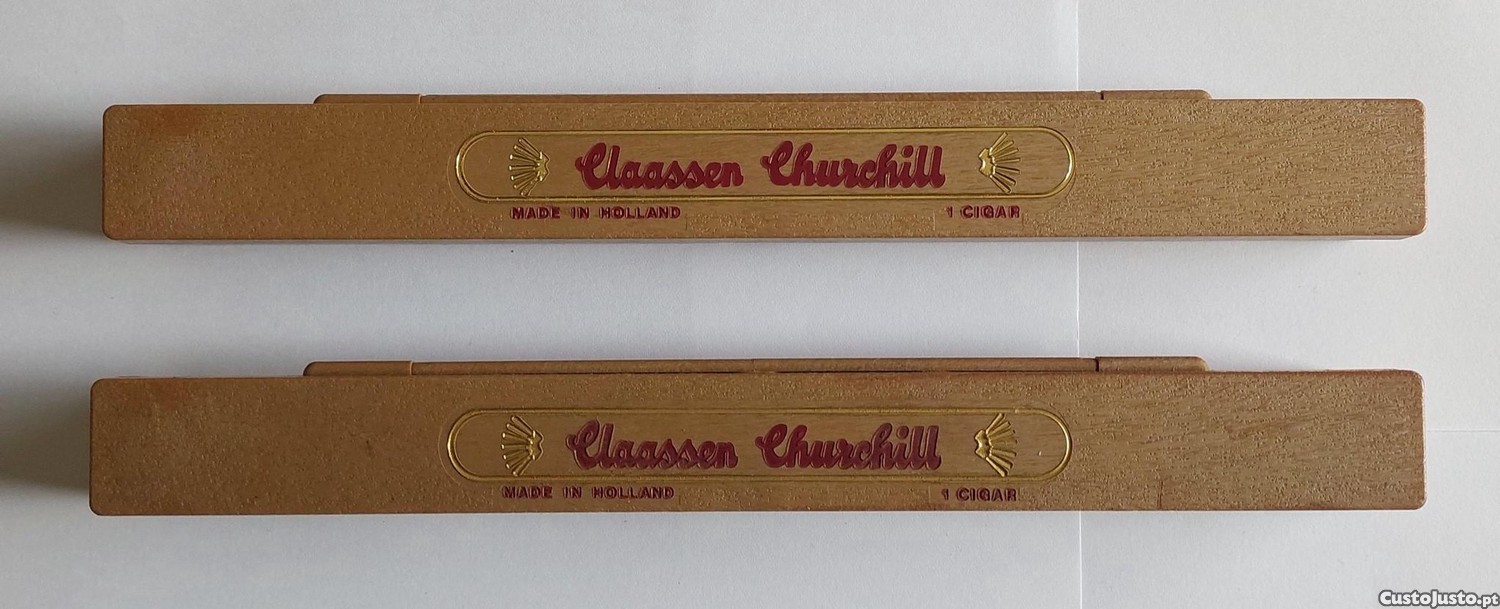 Claassen Churchill
MADE IN HOLLAND 1 CIGAR
Claassen Churchill
MADE IN HOLLAND 1 CIGAR
CustoJusto.pt